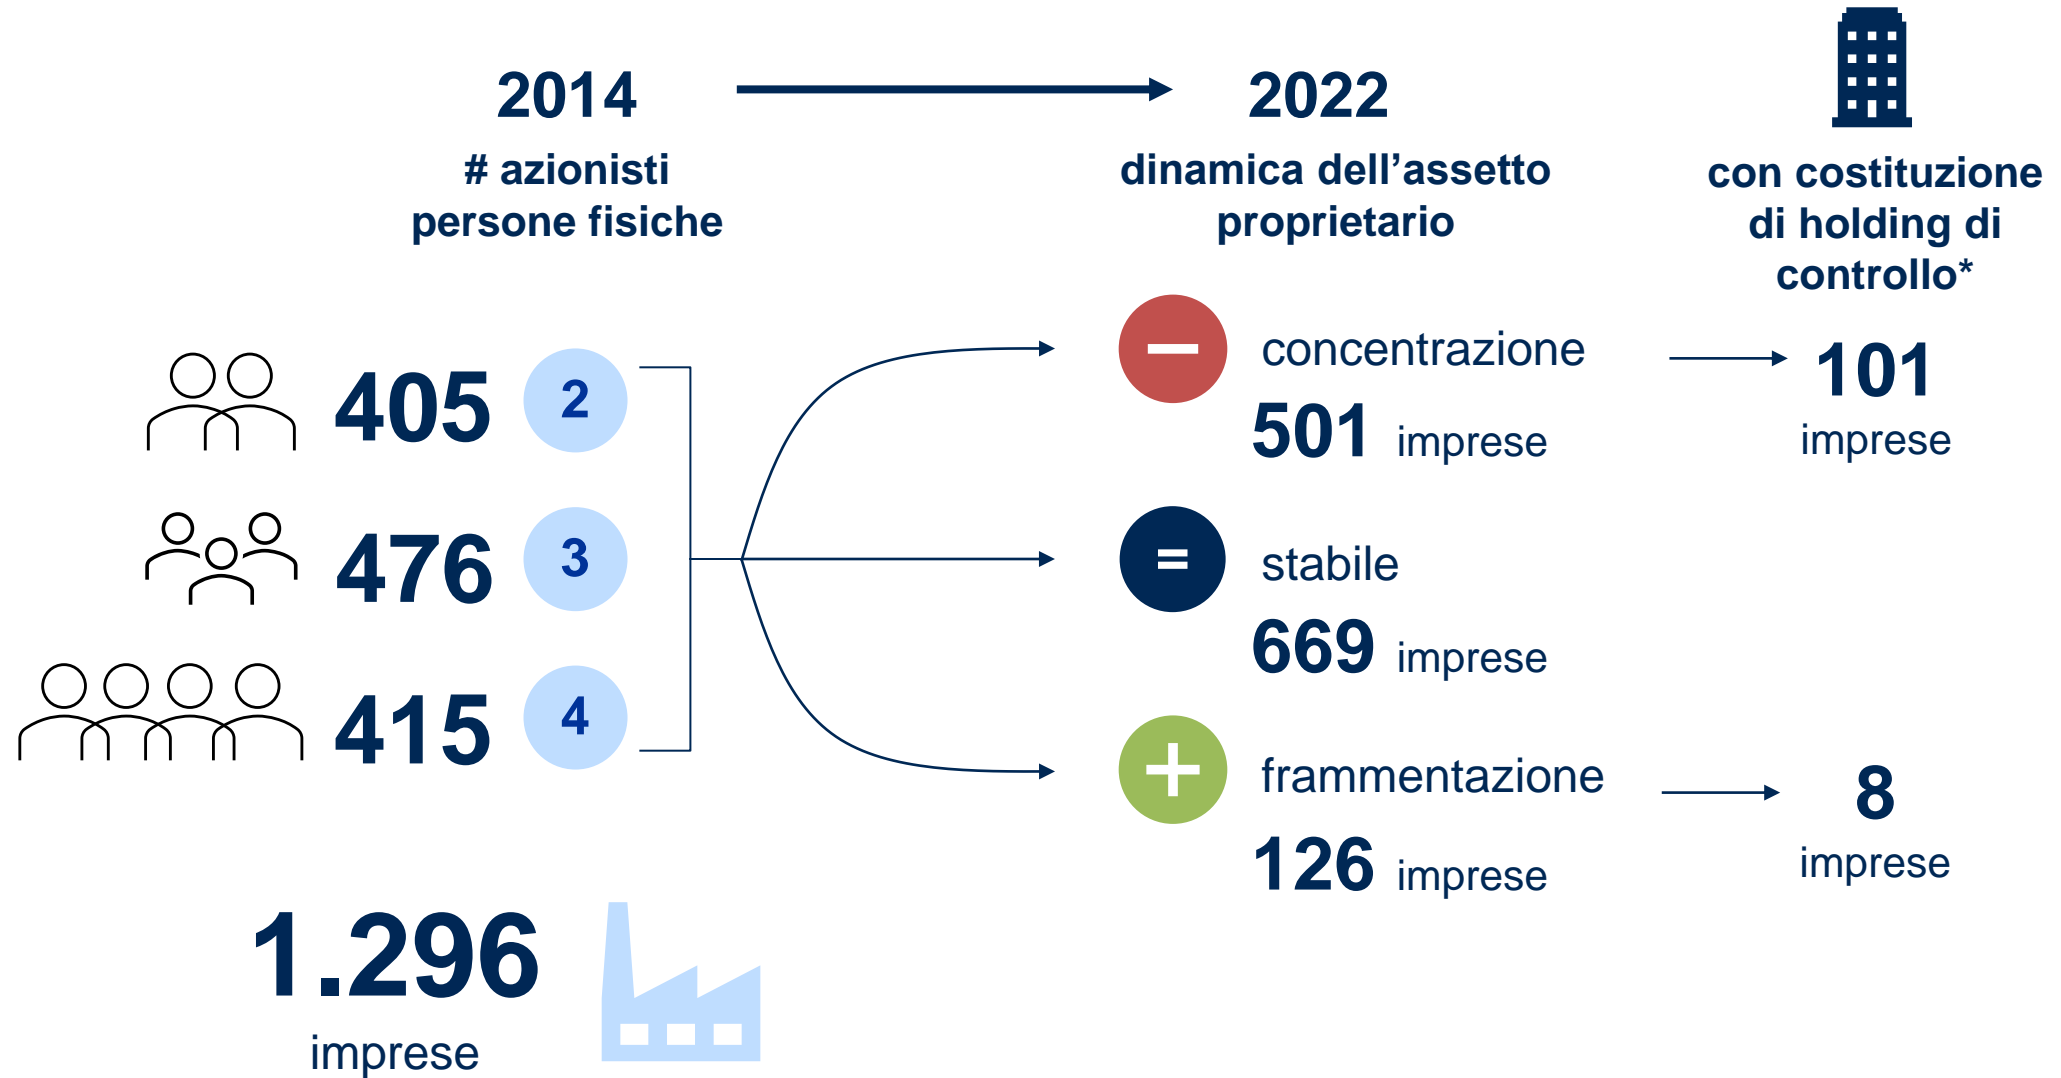 2014
# azionisti
persone fisiche
2022
dinamica dell’assetto
proprietario
con costituzione
di holding di
controllo*
405 2
476 3
415 4
1.296
imprese
– concentrazione
501 imprese
101
imprese
= stabile
669 imprese
+ frammentazione
126 imprese
8
imprese